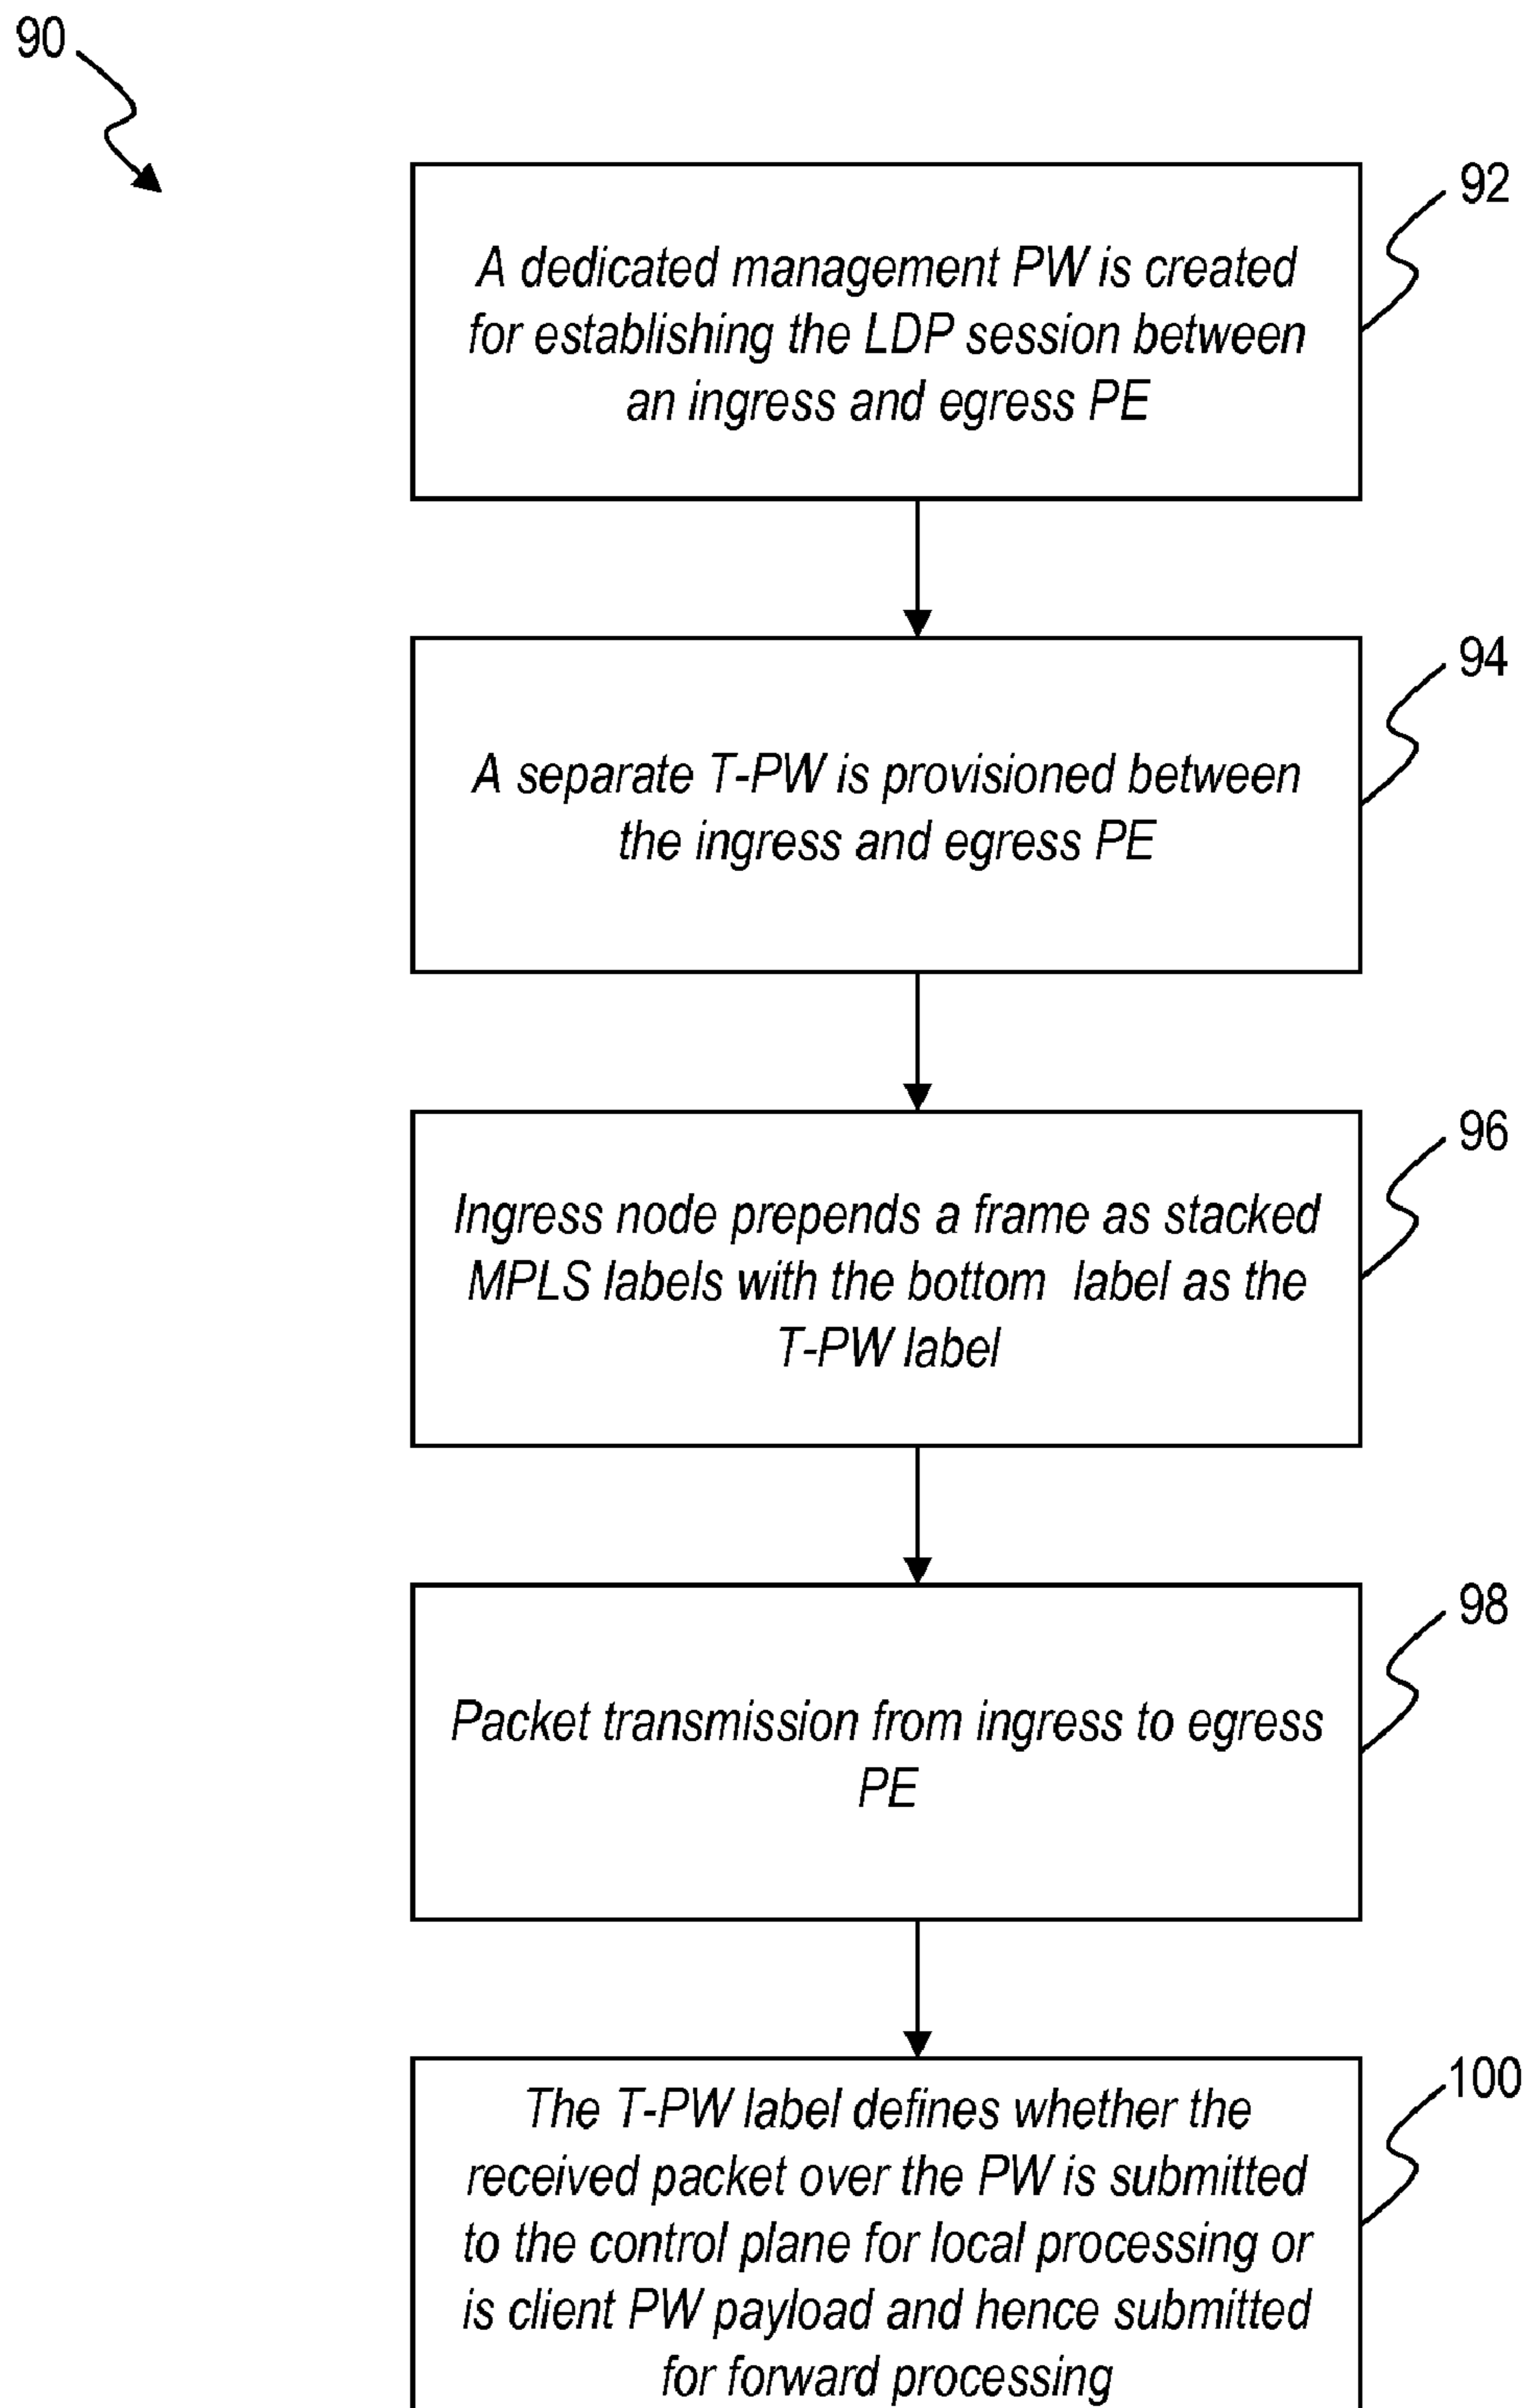 90
92
A dedicated management PW is created
for establishing the LDP session between
an ingress and egress PE
94
A separate T-PW is provisioned between
the ingress and egress PE
96
Ingress node prepends a frame as stacked
MPLS labels with the bottom label as the
T-PW label
98
Packet transmission from ingress to egress
PE
100
The T-PW label defines whether the
received packet over the PW is submitted
to the control plane for local processing or
is client PW payload and hence submitted
for forward processing